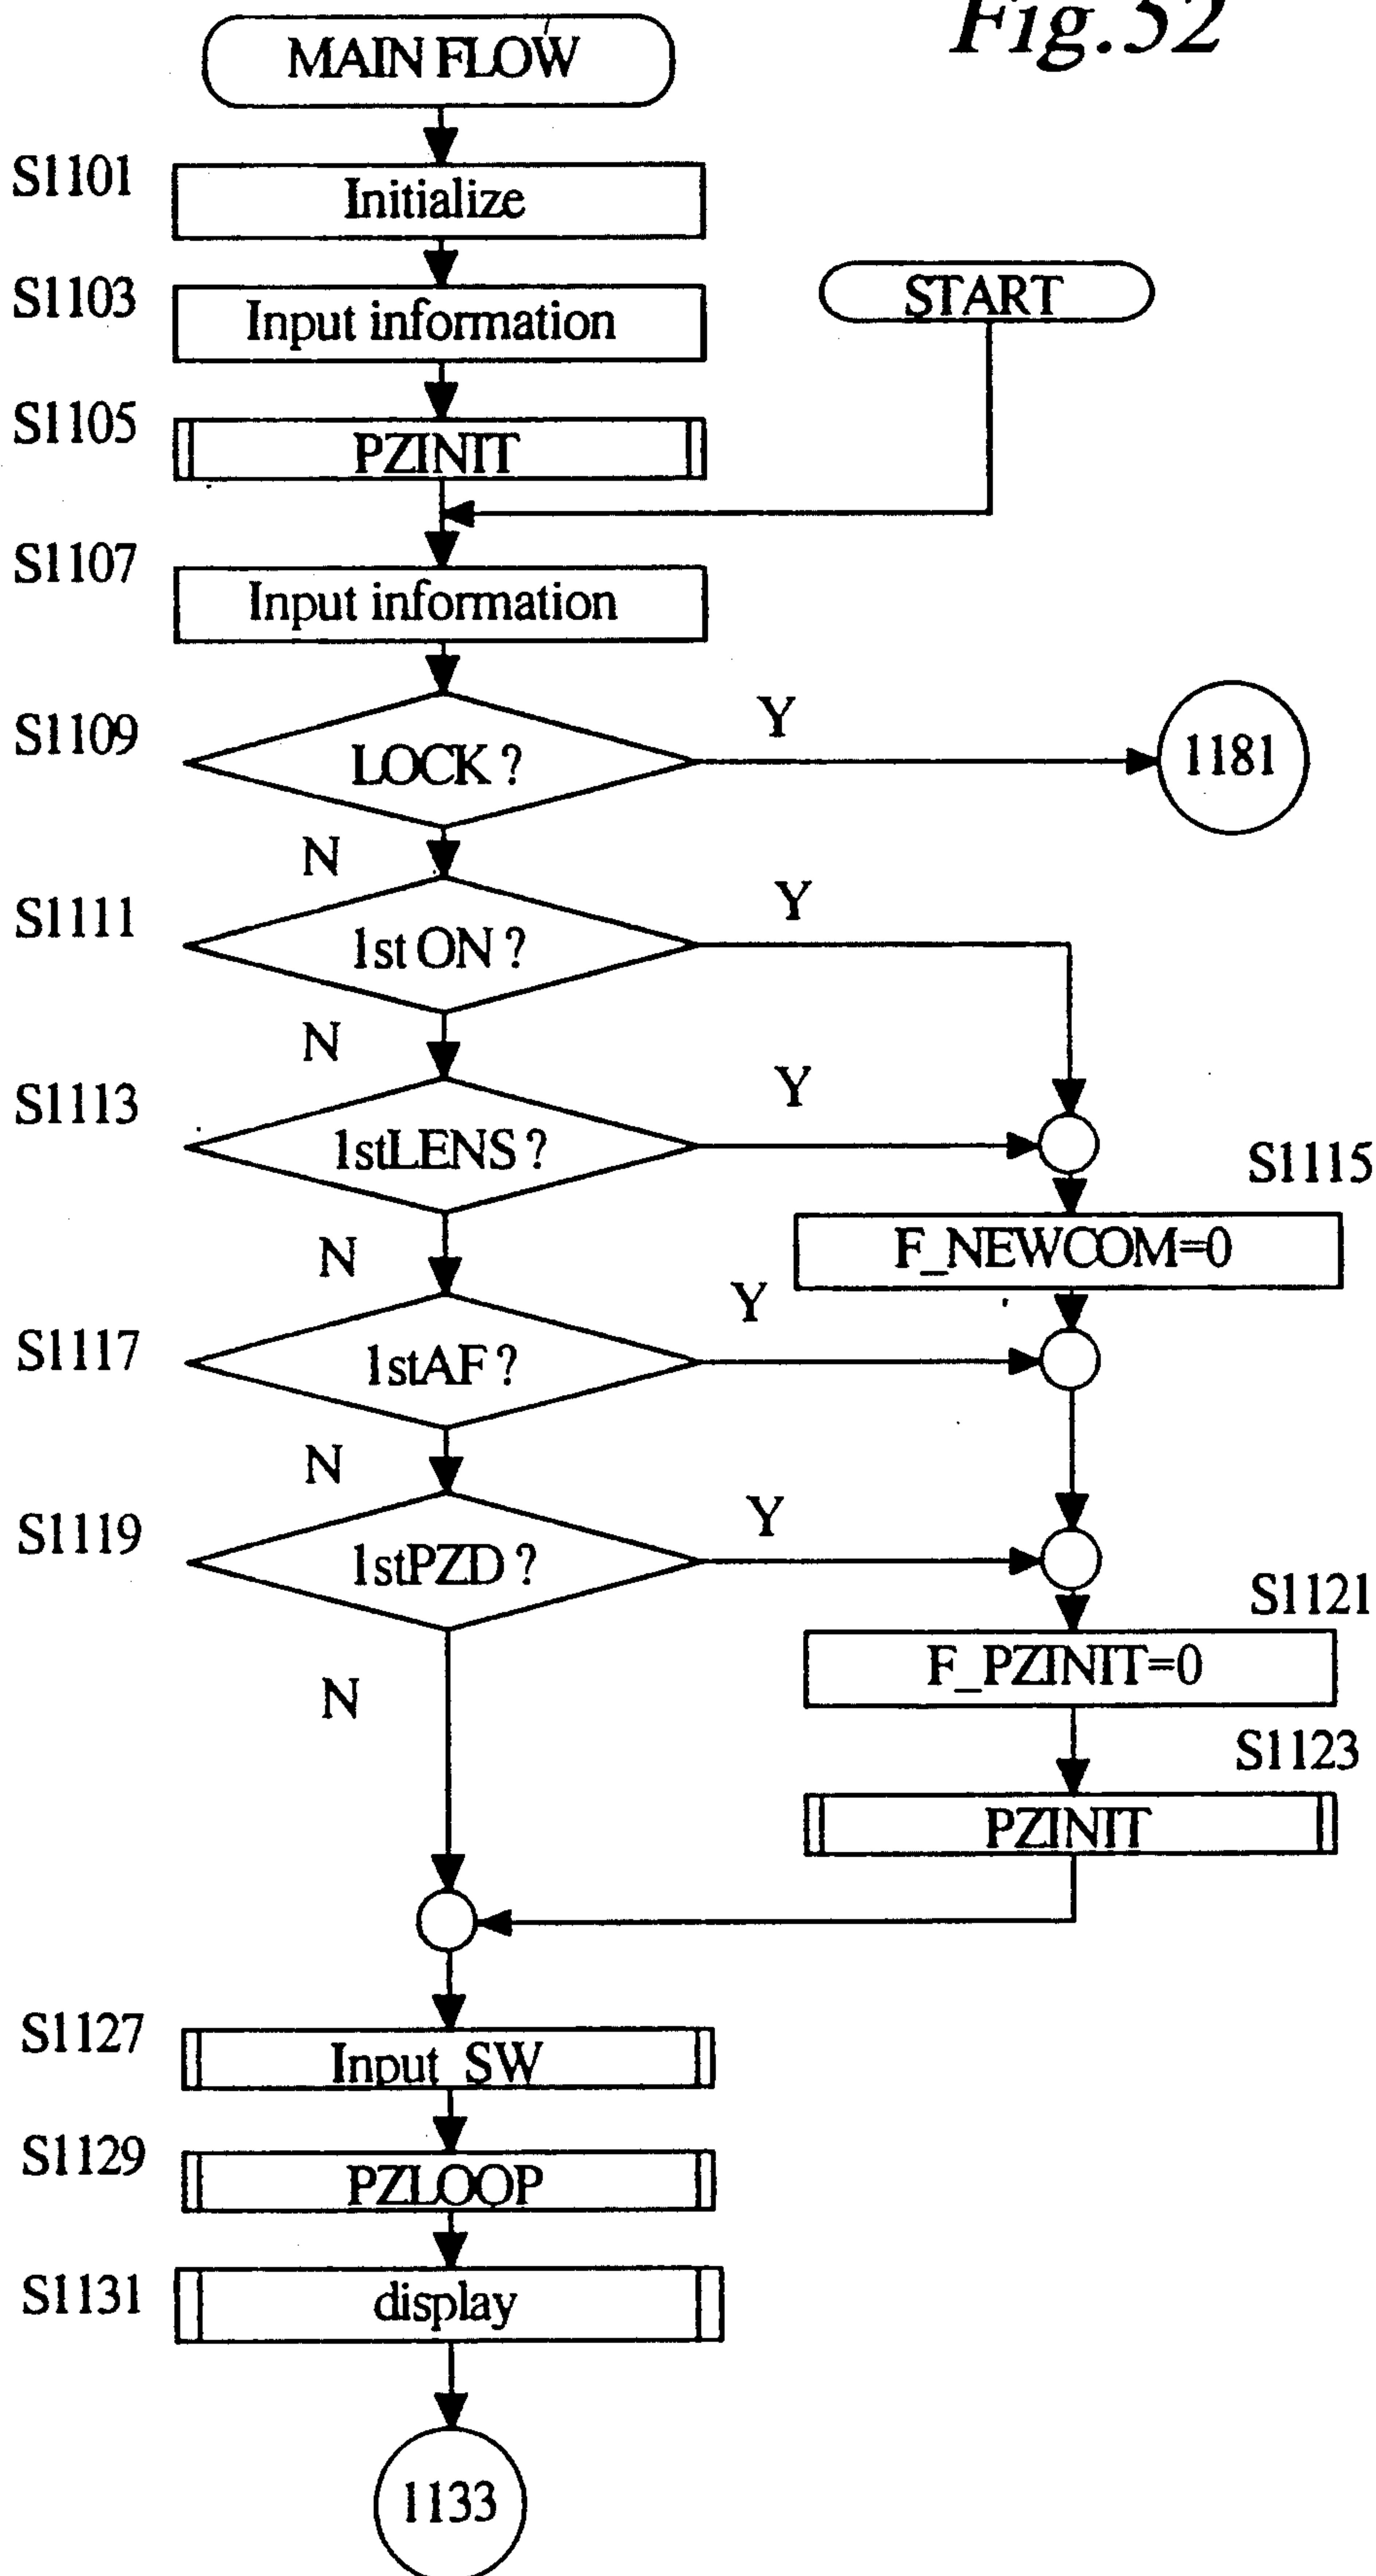 Fig.52
MAIN FLOW
S1101
Initialize
S1103
Input information
START
S1105
PZINIT
S1107
Input information
S1109
LOCK ?
Y
1181
N
S1111
1st ON ?
Y
N
S1113
1stLENS ?
Y
S1115
F_NEWCOM=0
N
S1117
1stAF ?
Y
N
S1119
1stPZD ?
Y
S1121
F_PZINIT=0
N
S1123
PZINIT
S1127
Input_SW
S1129
PZLOOP
S1131
display
1133